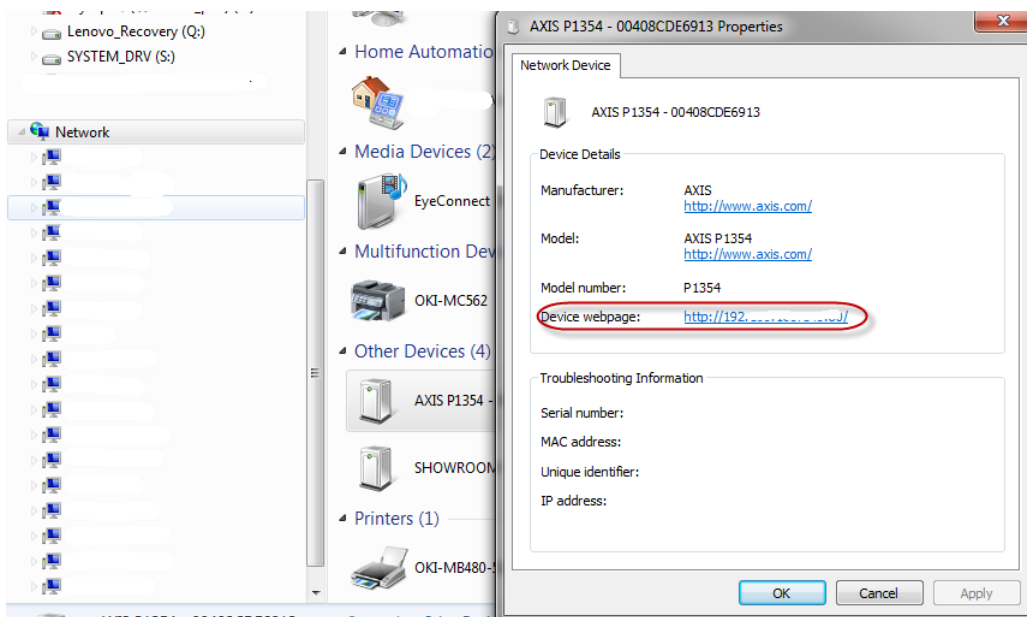 Lenovo_Recovery (Q:)
SYSTEM_DRV (S:)
Network
Home Automatio
Media Devices (2)
EyeConnect
Multifunction Dev
OKI-MC562
Other Devices (4)
AXIS P1354 -
SHOWROOM
Printers (1)
OKI-MB480-
AXIS P1354 - 00408CDE6913 Properties
Network Device
AXIS P1354 - 00408CDE6913
Device Details
Manufacturer: AXIS
http://www.axis.com/
Model: AXIS P1354
http://www.axis.com/
Model number: P1354
Device webpage: http://192.
Troubleshooting Information
Serial number:
MAC address:
Unique identifier:
IP address:
OK Cancel Apply